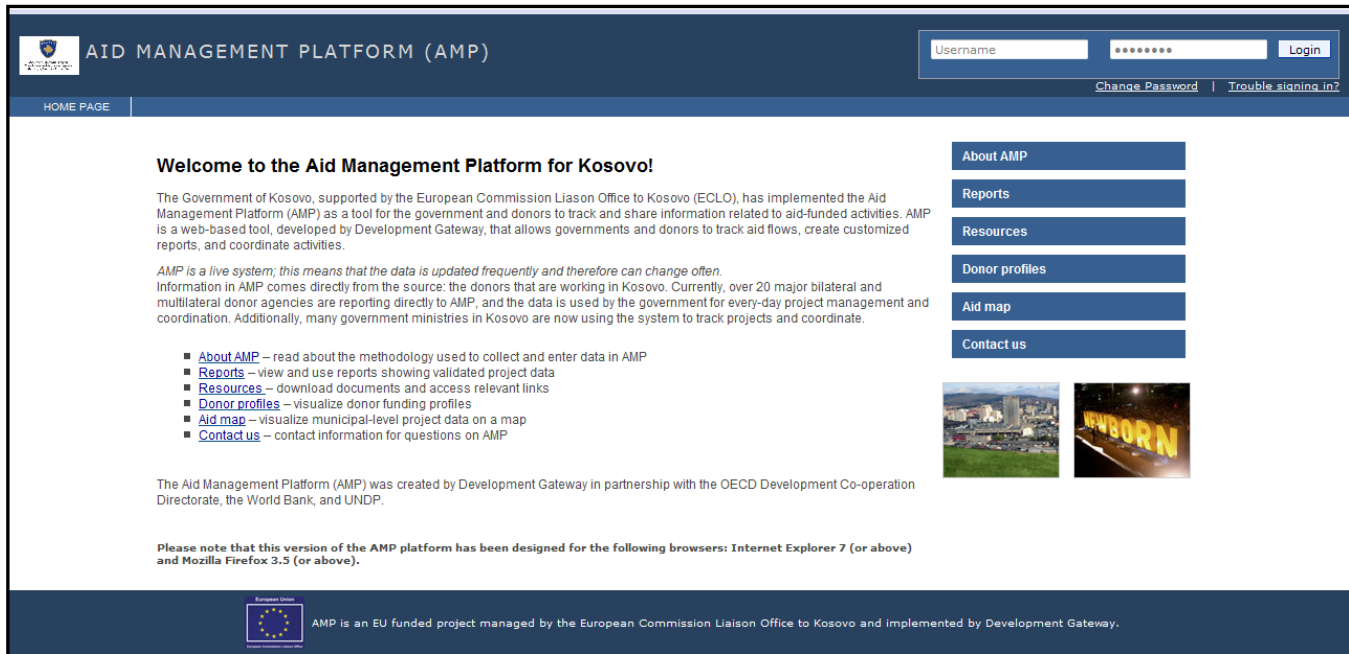 AID MANAGEMENT PLATFORM (AMP)
Username
••••••••
Login
Change Password | Trouble signing in?
HOME PAGE
Welcome to the Aid Management Platform for Kosovo!
The Government of Kosovo, supported by the European Commission Liason Office to Kosovo (ECLO), has implemented the Aid
Management Platform (AMP) as a tool for the government and donors to track and share information related to aid-funded activities. AMP
is a web-based tool, developed by Development Gateway, that allows governments and donors to track aid flows, create customized
reports, and coordinate activities.
AMP is a live system; this means that the data is updated frequently and therefore can change often.
Information in AMP comes directly from the source: the donors that are working in Kosovo. Currently, over 20 major bilateral and
multilateral donor agencies are reporting directly to AMP, and the data is used by the government for every-day project management and
coordination. Additionally, many government ministries in Kosovo are now using the system to track projects and coordinate.
■ About AMP – read about the methodology used to collect and enter data in AMP
■ Reports – view and use reports showing validated project data
■ Resources – download documents and access relevant links
■ Donor profiles – visualize donor funding profiles
■ Aid map – visualize municipal-level project data on a map
■ Contact us – contact information for questions on AMP
The Aid Management Platform (AMP) was created by Development Gateway in partnership with the OECD Development Co-operation
Directorate, the World Bank, and UNDP.
Please note that this version of the AMP platform has been designed for the following browsers: Internet Explorer 7 (or above)
and Mozilla Firefox 3.5 (or above).
About AMP
Reports
Resources
Donor profiles
Aid map
Contact us
NEWBORN
European Union
European Commission Liaison Office
AMP is an EU funded project managed by the European Commission Liaison Office to Kosovo and implemented by Development Gateway.